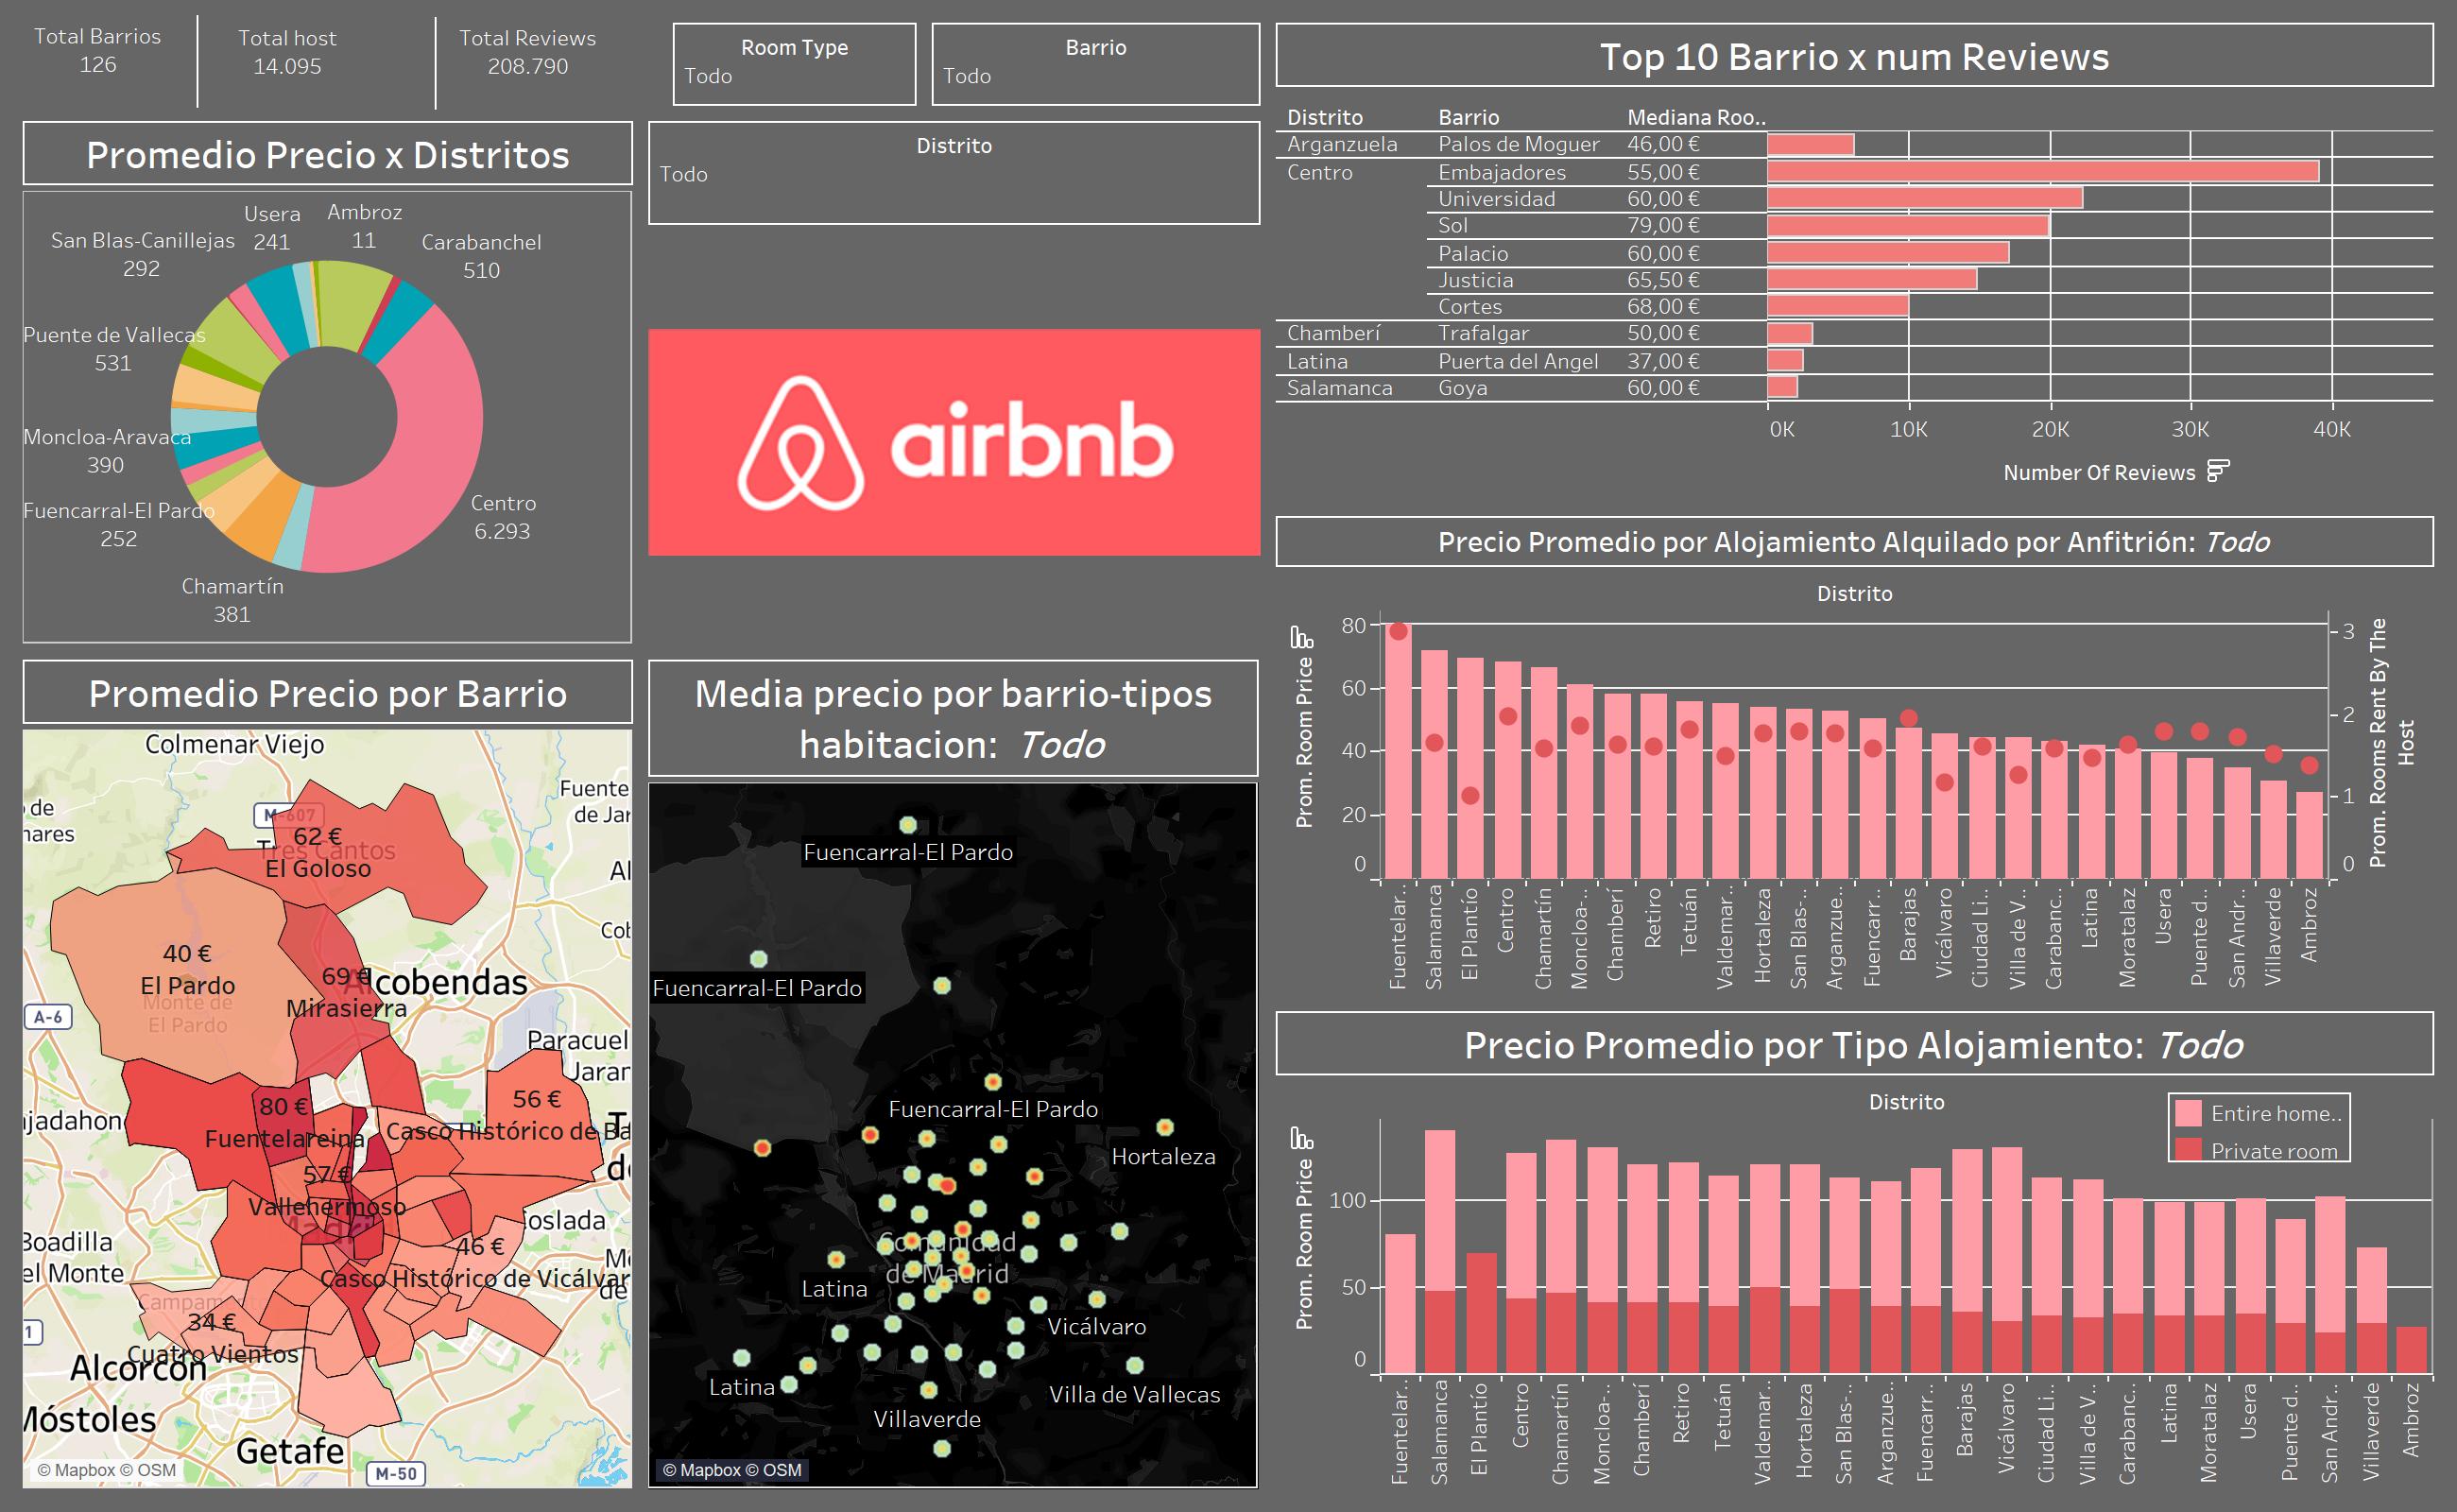 Total Barrios
126
Total host
14.095
Total Reviews
208.790
Room Type
Todo
Barrio
Todo
Distrito
Todo
Promedio Precio x Distritos
Usera
241
Ambroz
11
San Blas-Canillejas
292
Carabanchel
510
Puente de Vallecas
531
Moncloa-Aravaca
390
Fuencarral-El Pardo
252
Centro
6.293
Chamartín
381
airbnb
Top 10 Barrio x num Reviews
Distrito Barrio Mediana Roo..
Arganzuela Palos de Moguer 46,00 €
Centro Embajadores 55,00 €
Universidad 60,00 €
Sol 79,00 €
Palacio 60,00 €
Justicia 65,50 €
Cortes 68,00 €
Chamberí Trafalgar 50,00 €
Latina Puerta del Angel 37,00 €
Salamanca Goya 60,00 €
0K 10K 20K 30K 40K
Number Of Reviews
Precio Promedio por Alojamiento Alquilado por Anfitrión: Todo
Distrito
Prom. Room Price
80
60
40
20
0
3
2
1
0
Prom. Rooms Rent By The
Host
Fuentelar..
Salamanca
El Plantío
Centro
Chamartín
Moncloa-..
Chamberí
Retiro
Tetuán
Valdemar..
Hortaleza
San Blas-..
Arganzue..
Fuencarr..
Barajas
Vicálvaro
Ciudad Li..
Villa de V..
Carabanc..
Latina
Moratalaz
Usera
Puente d..
San Andr..
Villaverde
Ambroz
Promedio Precio por Barrio
Colmenar Viejo
Fuente
de Jar
de
nares
M-607
62 €
Tres Cantos
El Goloso
Al
Cob
40 €
El Pardo
Monte de
El Pardo
69 €
Alcobendas
Mirasierra
A-6
Paracuel
Jaran
ajadahon
80 €
Fuentelareina
56 €
Casco Histórico de Ba
57 €
Vallehermoso
Madrid
oslada
Boadilla
el Monte
46 €
Casco Histórico de Vicálvar
Me
de
Campam
34 €
Cuatro Vientos
1
Alcorcón
Móstoles
Getafe
M-50
© Mapbox © OSM
Media precio por barrio-tipos
habitacion: Todo
Fuencarral-El Pardo
Fuencarral-El Pardo
Fuencarral-El Pardo
Hortaleza
Comunidad
de Madrid
Latina
Vicálvaro
Latina
Villa de Vallecas
Villaverde
© Mapbox © OSM
Precio Promedio por Tipo Alojamiento: Todo
Distrito
Entire home..
Private room
Prom. Room Price
100
50
0
Fuentelar..
Salamanca
El Plantío
Centro
Chamartín
Moncloa-..
Chamberí
Retiro
Tetuán
Valdemar..
Hortaleza
San Blas-..
Arganzue..
Fuencarr..
Barajas
Vicálvaro
Ciudad Li..
Villa de V..
Carabanc..
Latina
Moratalaz
Usera
Puente d..
San Andr..
Villaverde
Ambroz